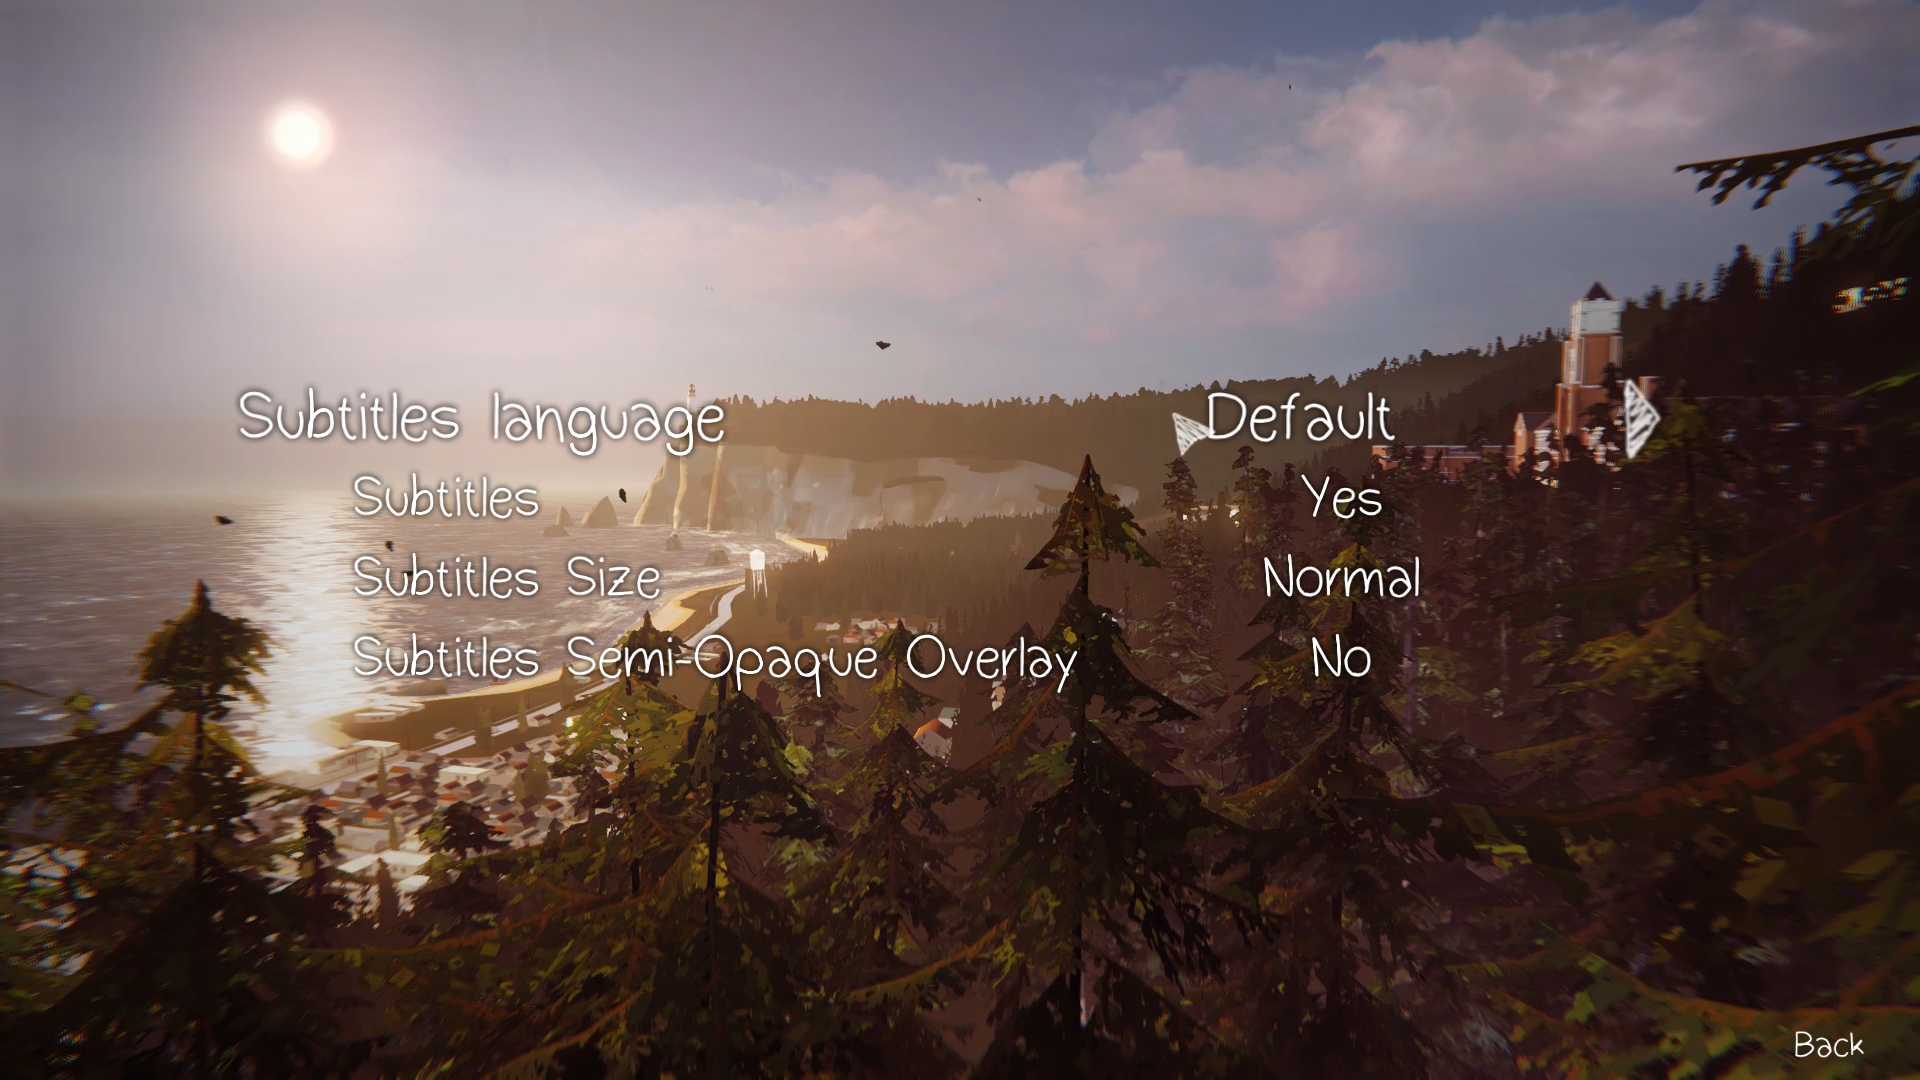 Subtitles language Default
Subtitles Yes
Subtitles Size Normal
Subtitles Semi-Opaque Overlay No
Back